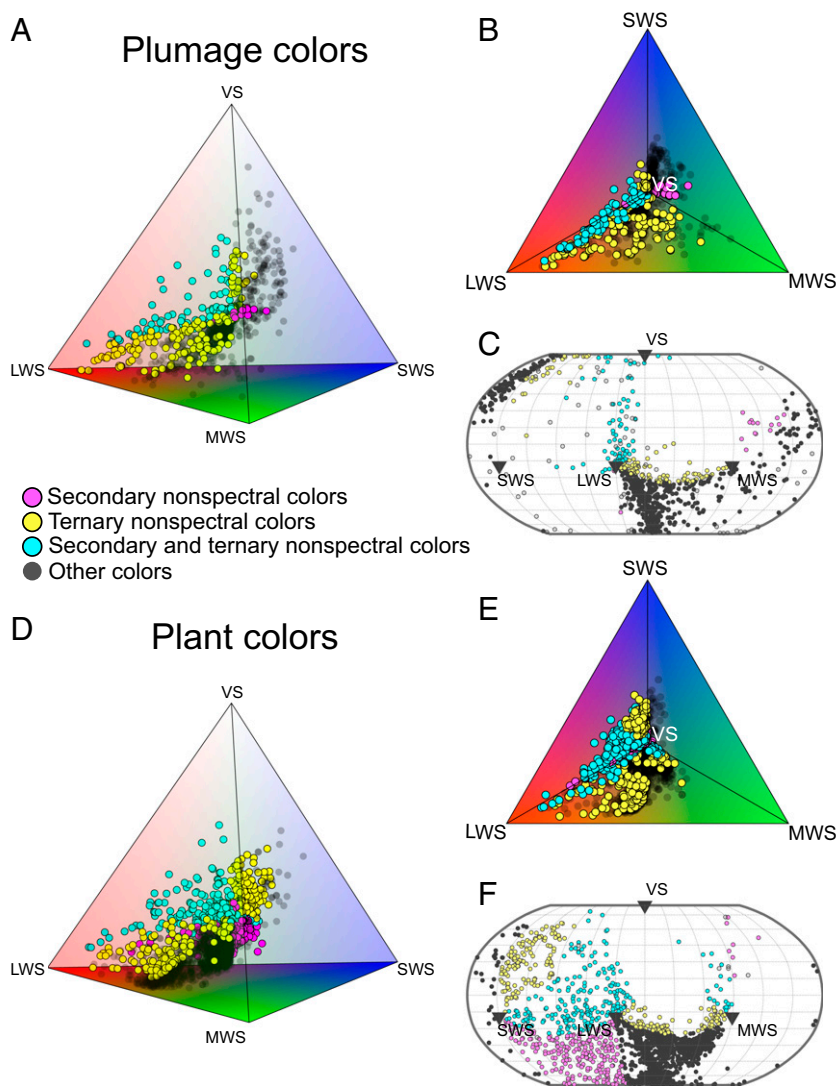 A
Plumage colors
VS
LWS
SWS
MWS
B
SWS
VS
LWS
MWS
C
VS
SWS
LWS
MWS
Secondary nonspectral colors
Ternary nonspectral colors
Secondary and ternary nonspectral colors
Other colors
D
Plant colors
VS
LWS
SWS
MWS
E
SWS
VS
LWS
MWS
F
VS
SWS
LWS
MWS